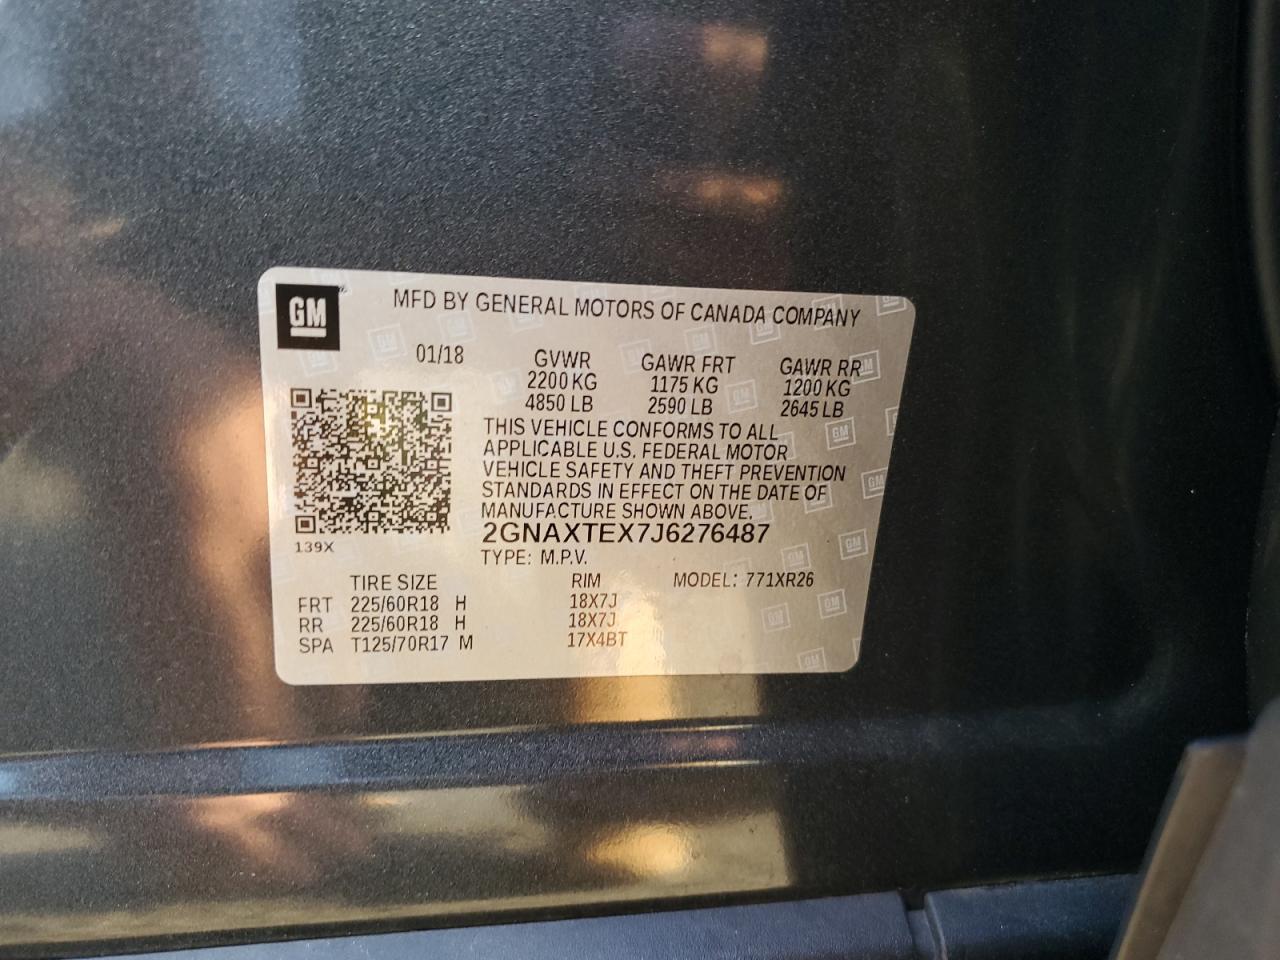 GM
MFD BY GENERAL MOTORS OF CANADA COMPANY
01/18 GVWR GAWR FRT GAWR RR
2200 KG 1175 KG 1200 KG
4850 LB 2590 LB 2645 LB
THIS VEHICLE CONFORMS TO ALL
APPLICABLE U.S. FEDERAL MOTOR
VEHICLE SAFETY AND THEFT PREVENTION
STANDARDS IN EFFECT ON THE DATE OF
MANUFACTURE SHOWN ABOVE.
2GNAXTEX7J6276487
139X
TYPE: M.P.V.
TIRE SIZE RIM MODEL: 771XR26
FRT 225/60R18 H 18X7J
RR 225/60R18 H 18X7J
SPA T125/70R17 M 17X4BT